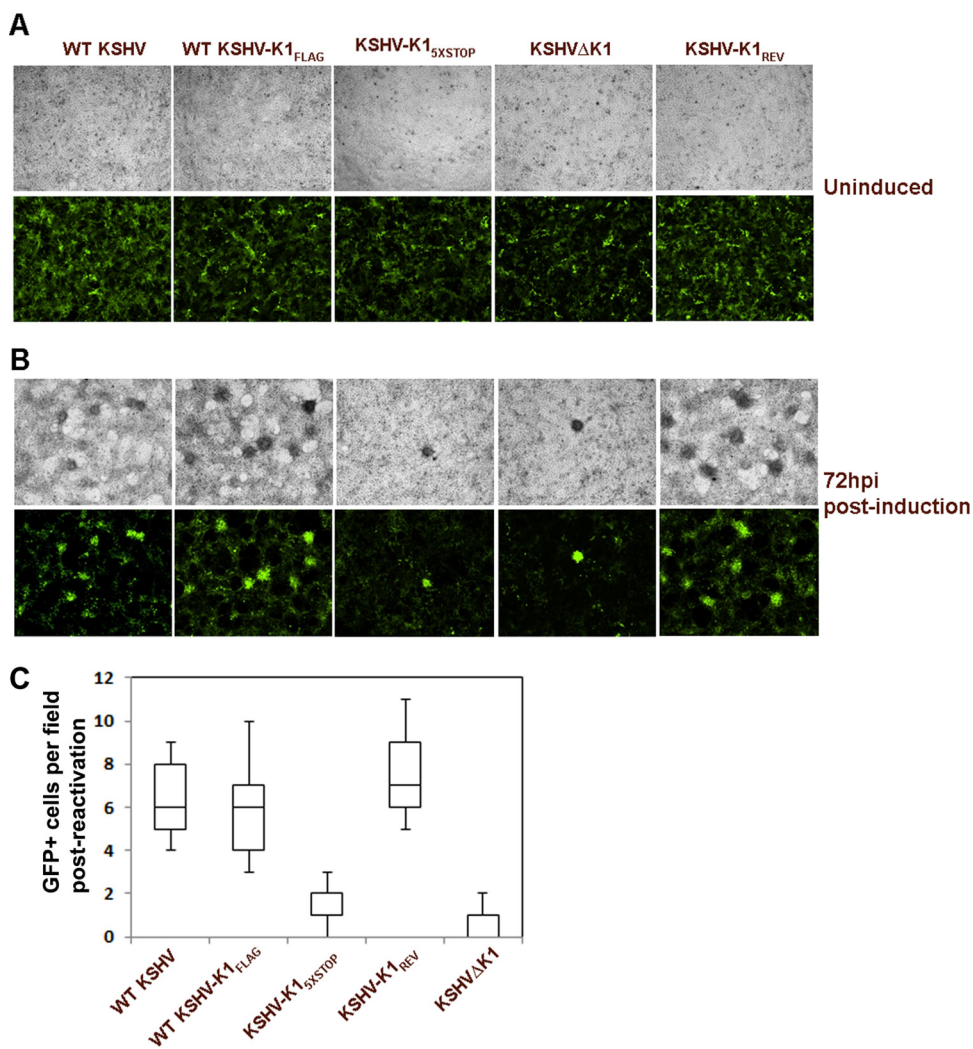 A
WT KSHV
WT KSHV-K1FLAG
KSHV-K15XSTOP
KSHVΔK1
KSHV-K1REV
Uninduced
B
72hpi
post-induction
C
GFP+ cells per field
post-reactivation
12
10
8
6
4
2
0
WT KSHV
WT KSHV-K1FLAG
KSHV-K15XSTOP
KSHV-K1REV
KSHVΔK1